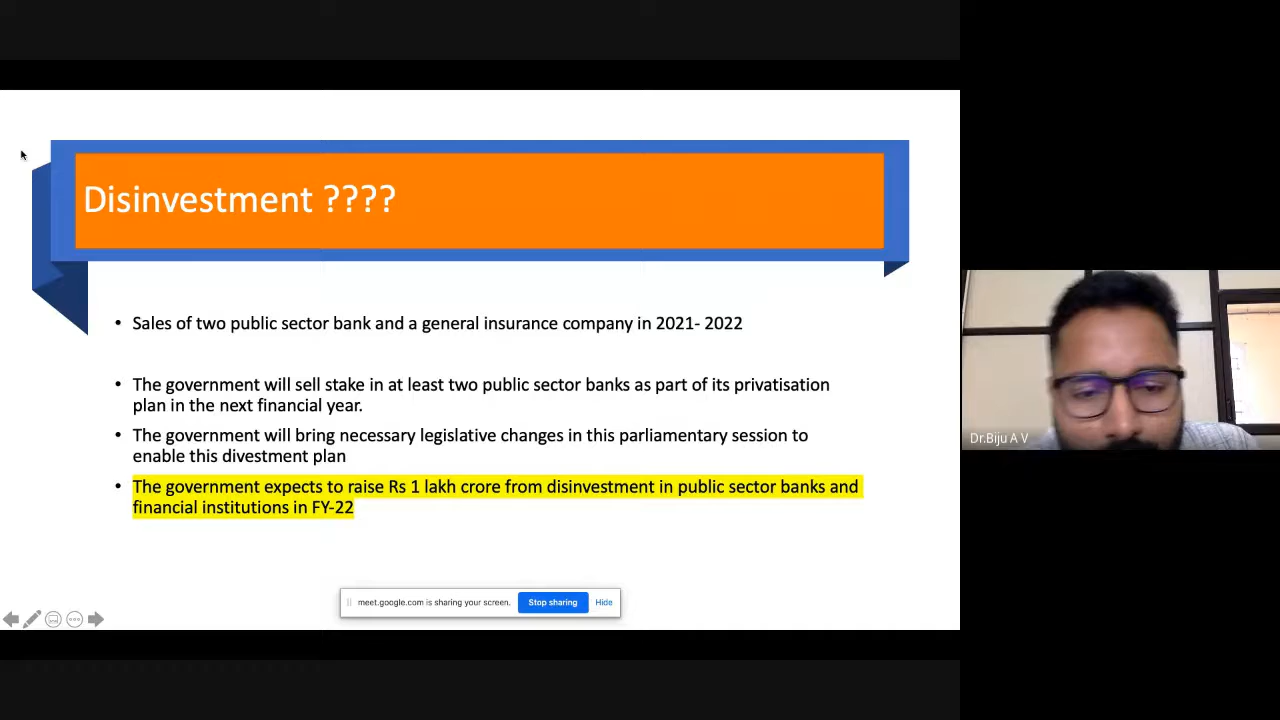 Disinvestment ????
• Sales of two public sector bank and a general insurance company in 2021- 2022
• The government will sell stake in at least two public sector banks as part of its privatisation
plan in the next financial year.
• The government will bring necessary legislative changes in this parliamentary session to
enable this divestment plan
• The government expects to raise Rs 1 lakh crore from disinvestment in public sector banks and
financial institutions in FY-22
meet.google.com is sharing your screen. Stop sharing Hide
Dr.Biju A V